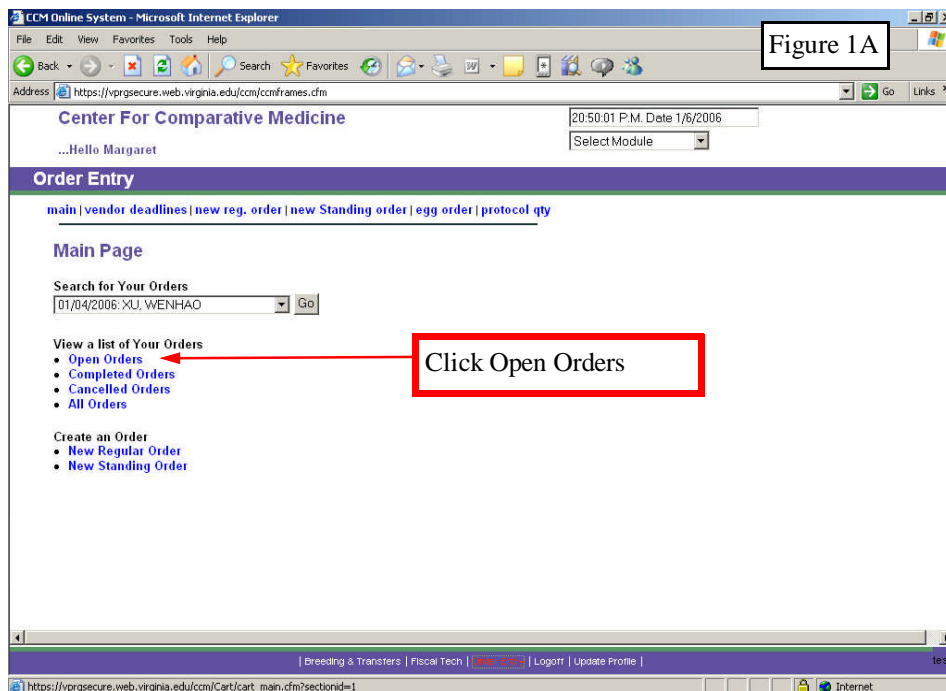 CCM Online System - Microsoft Internet Explorer
File Edit View Favorites Tools Help
Figure 1A
Back Search Favorites
Address https://vprgsecure.web.virginia.edu/ccm/ccmframes.cfm Go Links
Center For Comparative Medicine
20:50:01 P.M. Date 1/6/2006
...Hello Margaret
Select Module
Order Entry
main | vendor deadlines | new reg. order | new Standing order | egg order | protocol qty
Main Page
Search for Your Orders
01/04/2006: XU, WENHAO Go
View a list of Your Orders
• Open Orders
Click Open Orders
• Completed Orders
• Cancelled Orders
• All Orders
Create an Order
• New Regular Order
• New Standing Order
| Breeding & Transfers | Fiscal Tech | Order Entry | Logoff | Update Profile |
https://vprgsecure.web.virginia.edu/ccm/Cart/cart_main.cfm?sectionid=1 Internet